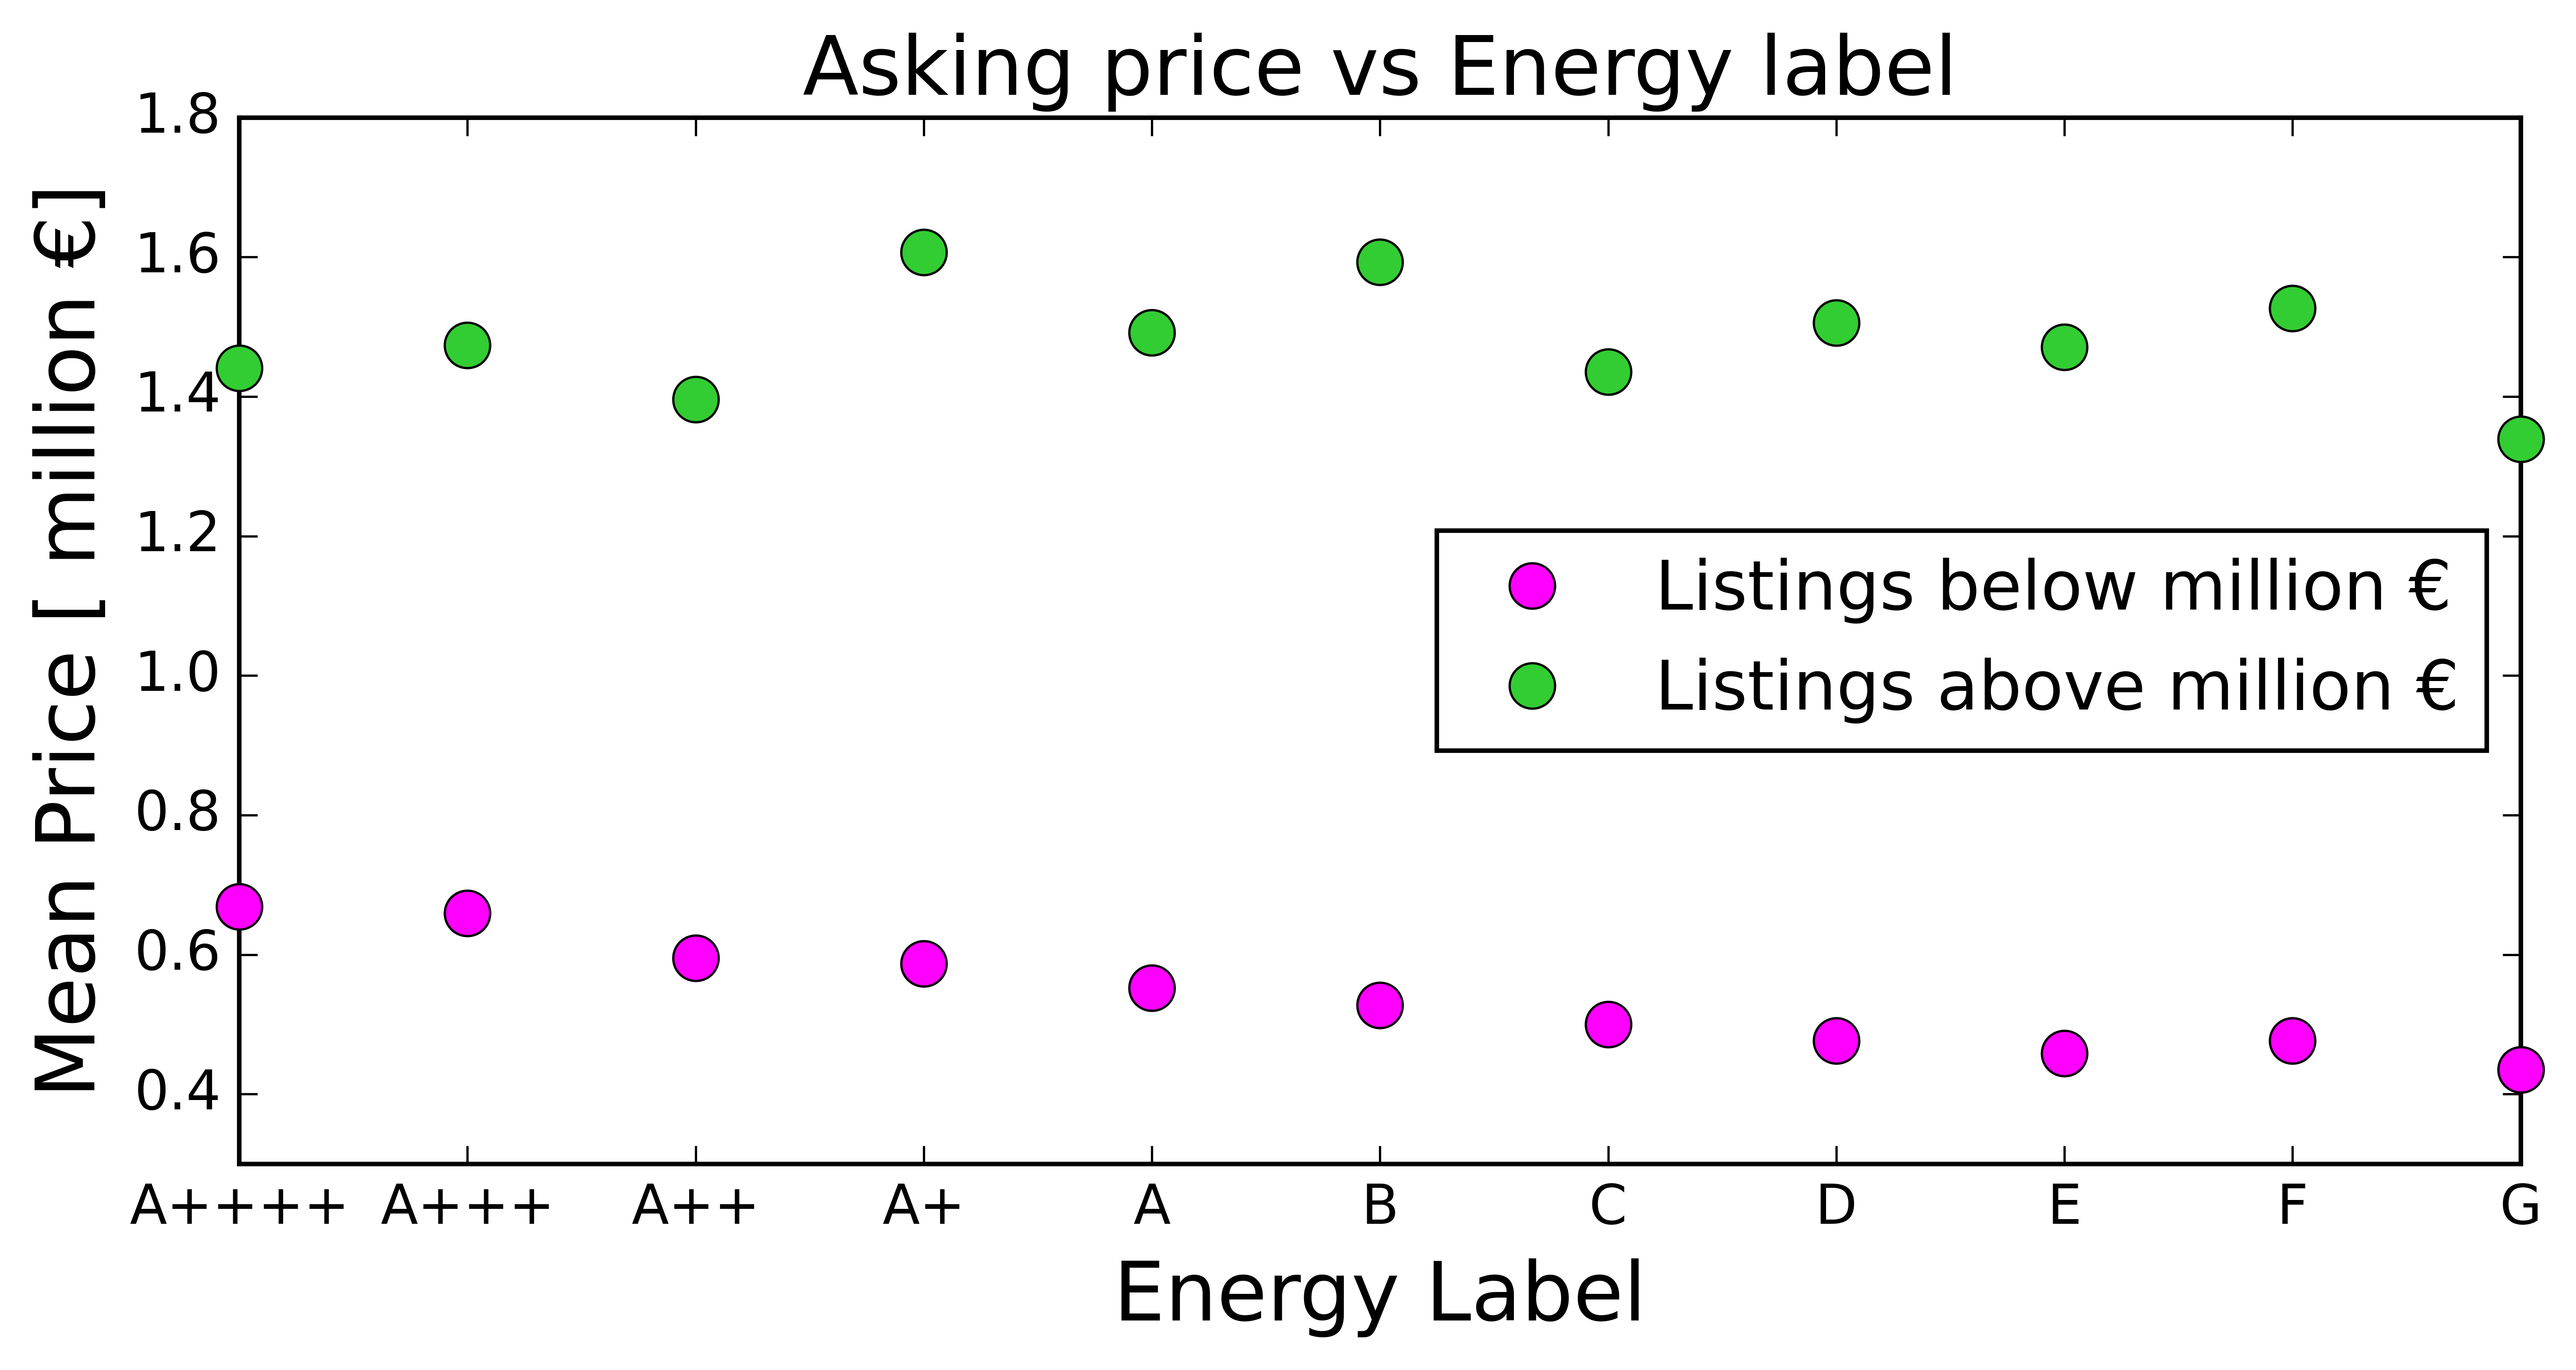 Asking price vs Energy label
Mean Price [ million €]
1.8
1.6
1.4
1.2
1.0
0.8
0.6
0.4
Listings below million €
Listings above million €
A++++ A+++ A++ A+ A B C D E F G
Energy Label